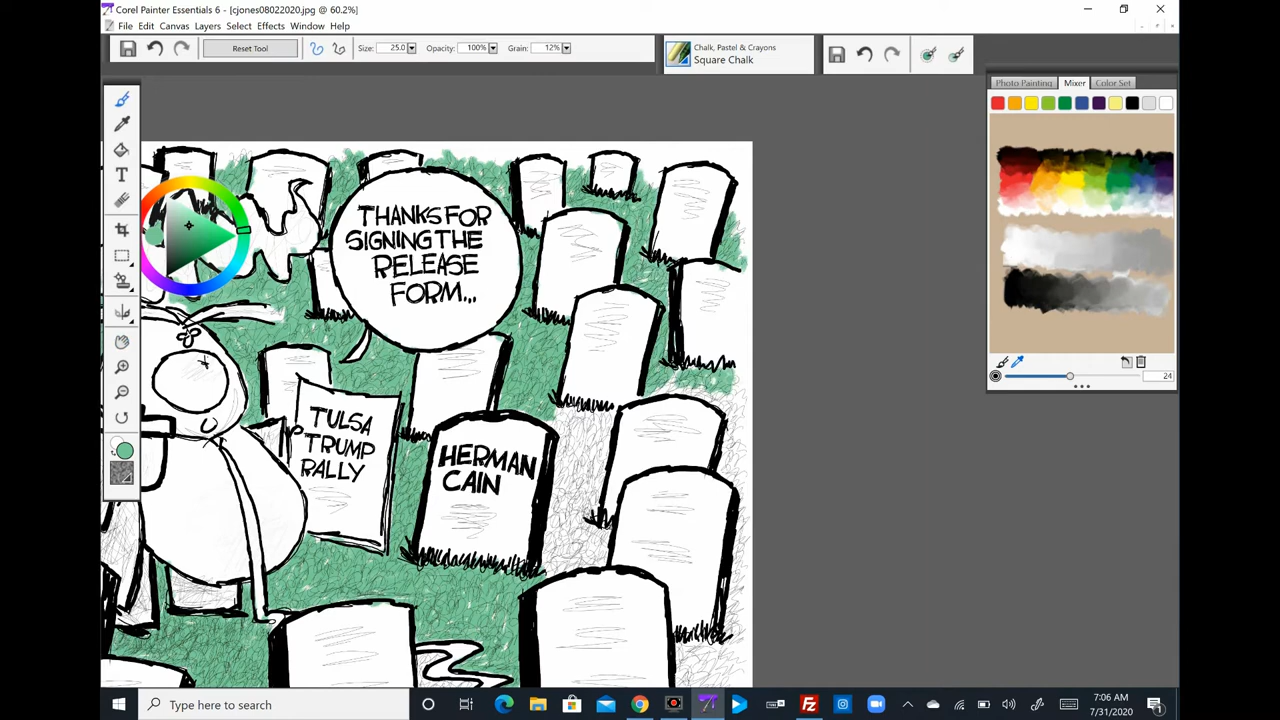 Corel Painter Essentials 6 - [cjones08022020.jpg @ 60.2%]
File Edit Canvas Layers Select Effects Window Help
Reset Tool Size: 25.0 Opacity: 100% Grain: 12%
Chalk, Pastel & Crayons
Square Chalk
Photo Painting Mixer Color Set
24
THANKS FOR
SIGNING THE
RELEASE
FORM...
TULSA
TRUMP
RALLY
HERMAN
CAIN
Type here to search
7:06 AM
7/31/2020